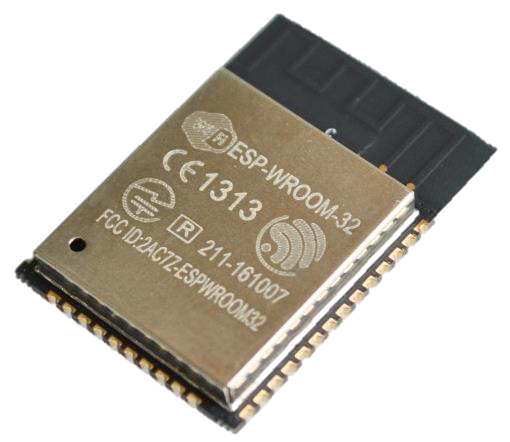 ESP-WROOM-32
CE1313
R 211-161007
FCC ID:2AC7Z-ESPWROOM32